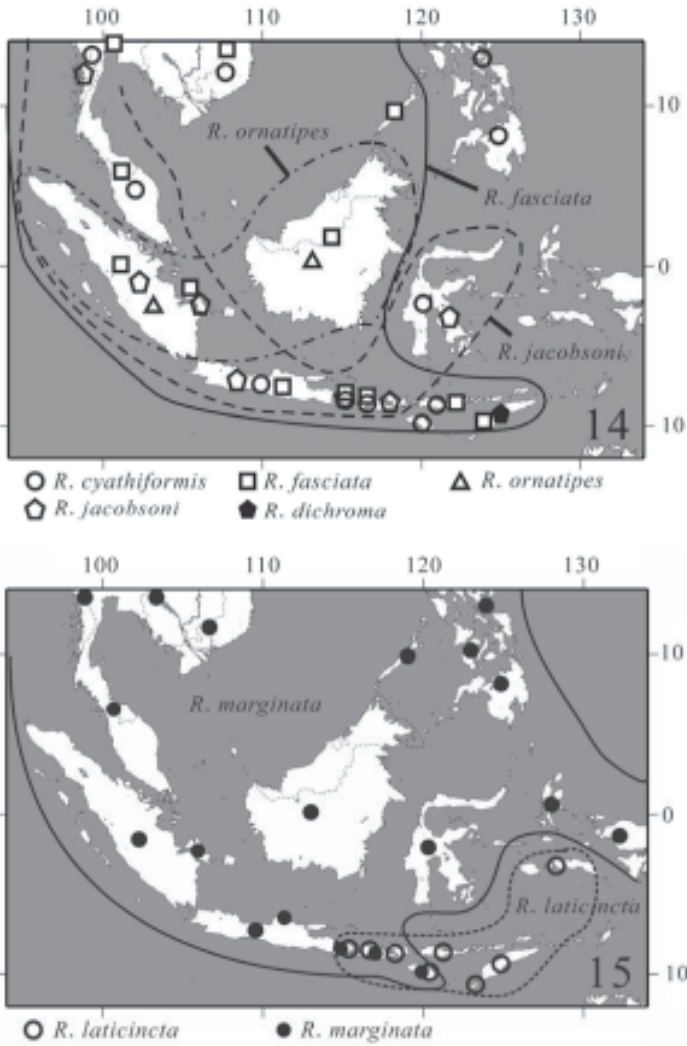 100 110 120 130
10
R. ornatipes
R. fasciata
0
R. jacobsoni
14
10
R. cyathiformis R. fasciata R. ornatipes
R. jacobsoni R. dichroma
100 110 120 130
10
R. marginata
0
R. laticincta
15
10
R. laticincta R. marginata